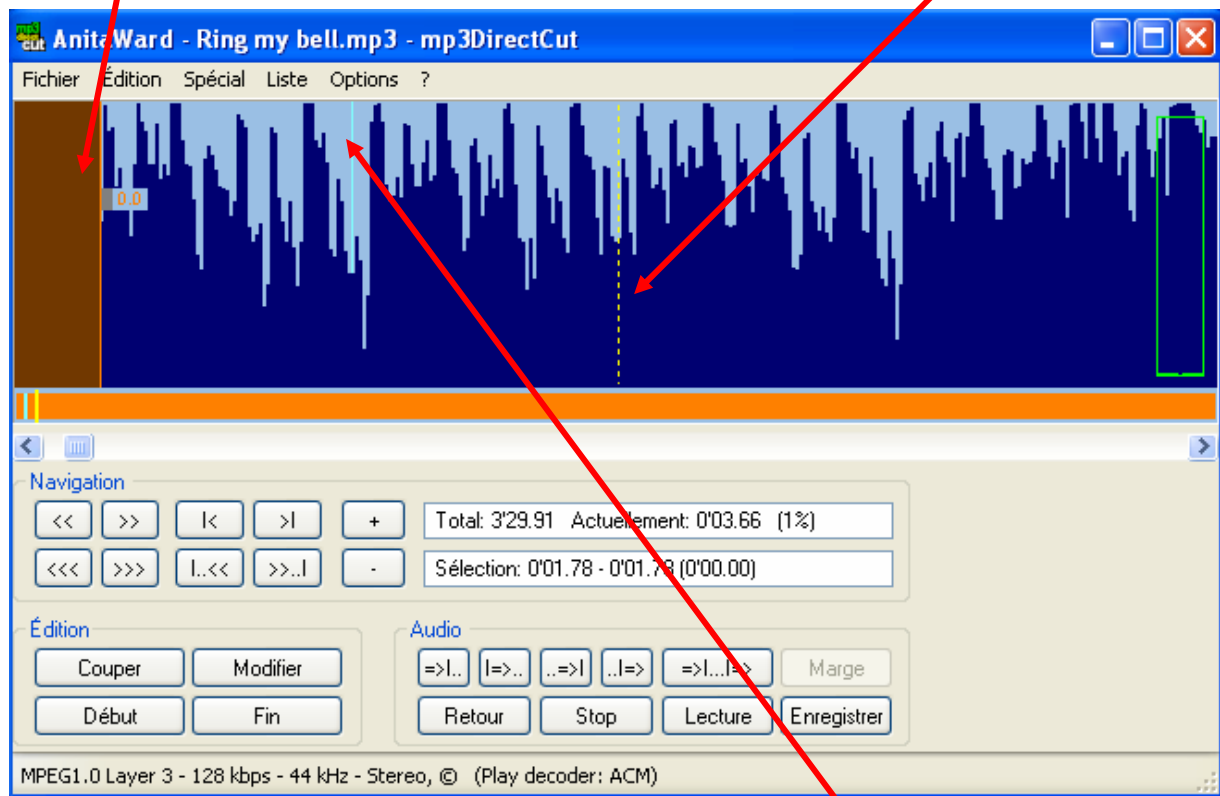 AnitaWard - Ring my bell.mp3 - mp3DirectCut
Fichier Édition Spécial Liste Options ?
0.0
Navigation
<< >> I< >I + Total: 3'29.91 Actuellement: 0'03.66 (1%)
<<< >>> I..<< >>..I - Sélection: 0'01.78 - 0'01.78 (0'00.00)
Édition Audio
Couper Modifier =>I.. I=>.. ..=>I ..I=> =>I...I=> Marge
Début Fin Retour Stop Lecture Enregistrer
MPEG1.0 Layer 3 - 128 kbps - 44 kHz - Stereo, © (Play decoder: ACM)